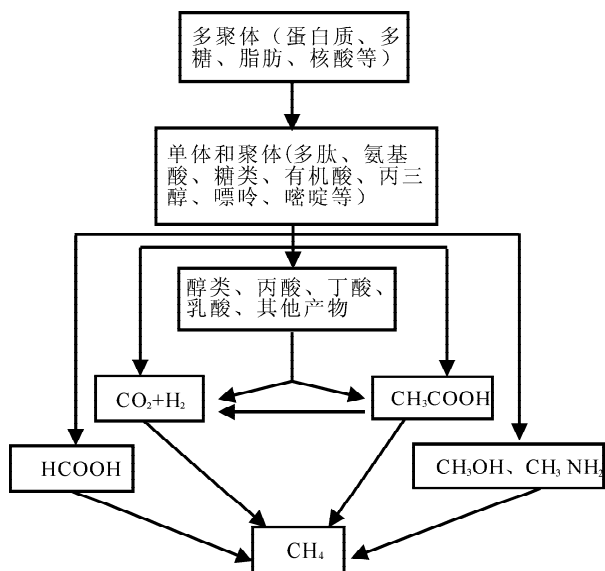 多聚体（蛋白质、多
糖、脂肪、核酸等）
单体和聚体(多肽、氨基
酸、糖类、有机酸、丙三
醇、嘌呤、嘧啶等）
醇类、丙酸、丁酸、
乳酸、其他产物
CO₂+H₂
CH₃COOH
HCOOH
CH₃OH、CH₃ NH₂
CH₄